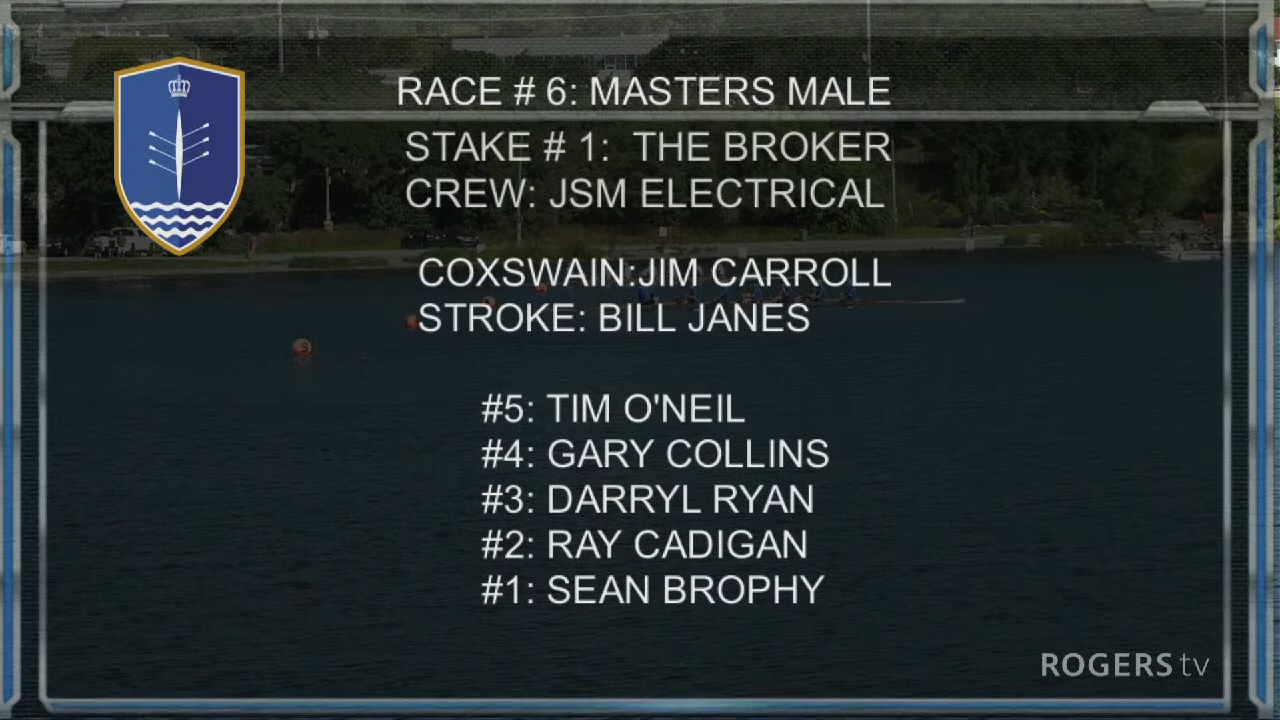 RACE # 6: MASTERS MALE
STAKE # 1: THE BROKER
CREW: JSM ELECTRICAL
COXSWAIN:JIM CARROLL
STROKE: BILL JANES
#5: TIM O'NEIL
#4: GARY COLLINS
#3: DARRYL RYAN
#2: RAY CADIGAN
#1: SEAN BROPHY
ROGERS tv